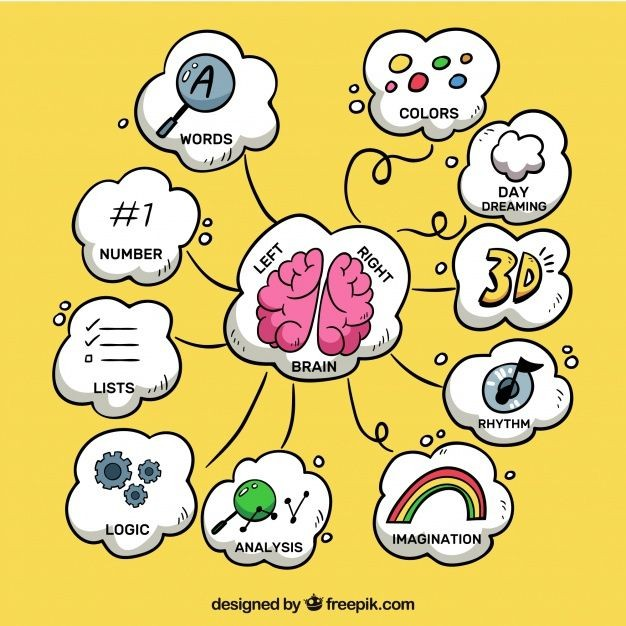 A
WORDS
COLORS
DAY
DREAMING
#1
NUMBER
LEFT
RIGHT
3D
BRAIN
LISTS
RHYTHM
LOGIC
ANALYSIS
IMAGINATION
designed by freepik.com